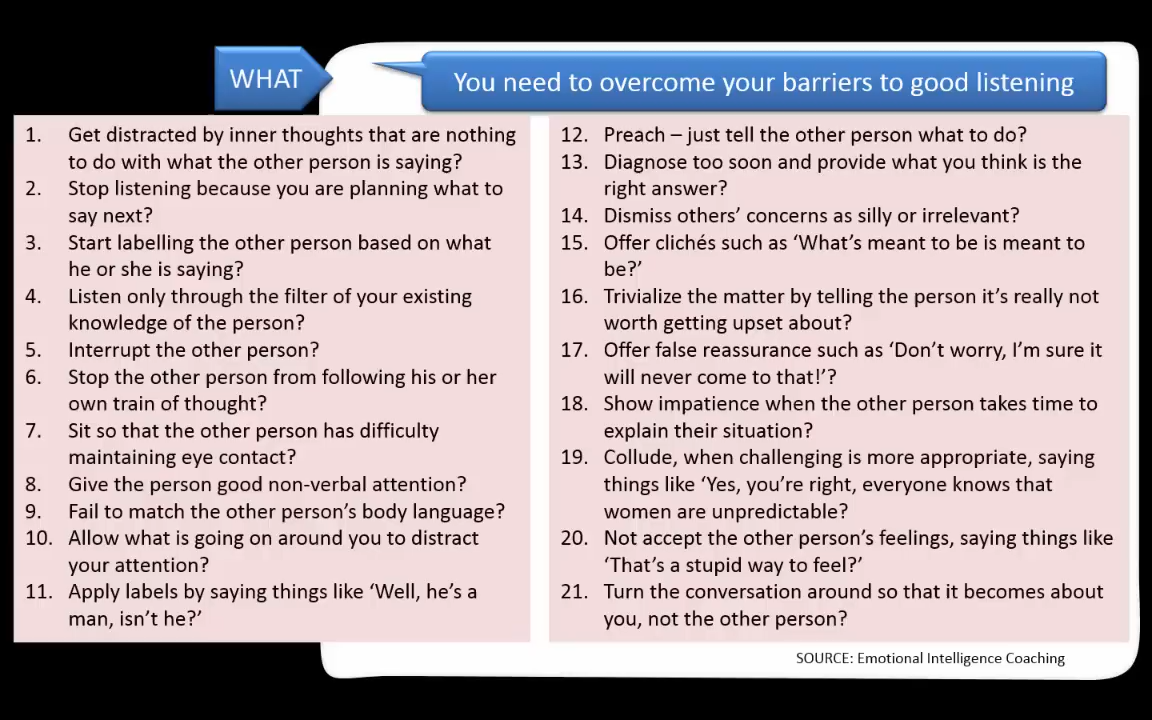 WHAT
You need to overcome your barriers to good listening
1. Get distracted by inner thoughts that are nothing
to do with what the other person is saying?
2. Stop listening because you are planning what to
say next?
3. Start labelling the other person based on what
he or she is saying?
4. Listen only through the filter of your existing
knowledge of the person?
5. Interrupt the other person?
6. Stop the other person from following his or her
own train of thought?
7. Sit so that the other person has difficulty
maintaining eye contact?
8. Give the person good non-verbal attention?
9. Fail to match the other person's body language?
10. Allow what is going on around you to distract
your attention?
11. Apply labels by saying things like ‘Well, he’s a
man, isn’t he?’
12. Preach – just tell the other person what to do?
13. Diagnose too soon and provide what you think is the
right answer?
14. Dismiss others’ concerns as silly or irrelevant?
15. Offer clichés such as ‘What’s meant to be is meant to
be?’
16. Trivialize the matter by telling the person it’s really not
worth getting upset about?
17. Offer false reassurance such as ‘Don’t worry, I’m sure it
will never come to that!’?
18. Show impatience when the other person takes time to
explain their situation?
19. Collude, when challenging is more appropriate, saying
things like ‘Yes, you’re right, everyone knows that
women are unpredictable?
20. Not accept the other person’s feelings, saying things like
‘That’s a stupid way to feel?’
21. Turn the conversation around so that it becomes about
you, not the other person?
SOURCE: Emotional Intelligence Coaching